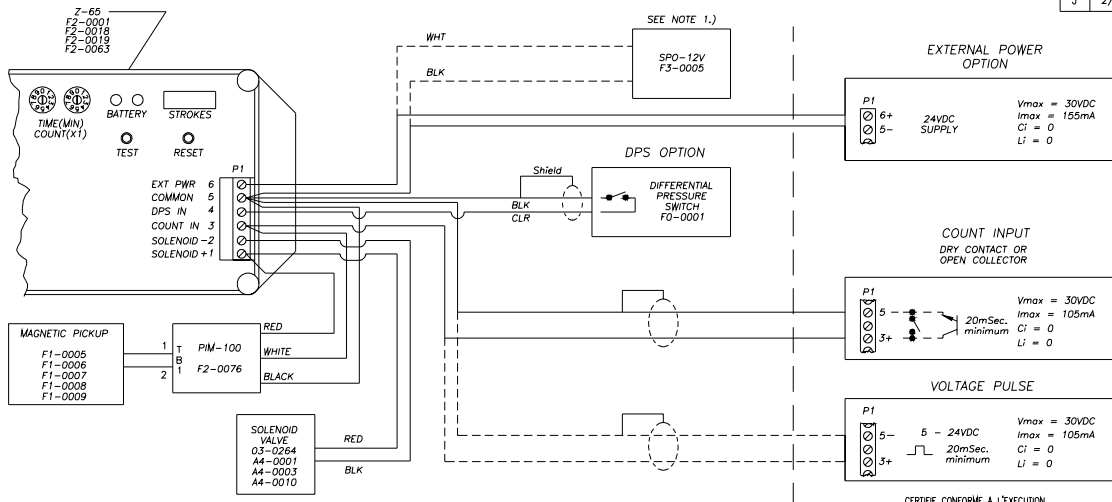 J 2/
Z-65
F2-0001
F2-0018
F2-0019
F2-0063
TIME(MIN)
COUNT(X1)
BATTERY
STROKES
TEST
RESET
P1
EXT PWR 6
COMMON 5
DPS IN 4
COUNT IN 3
SOLENOID -2
SOLENOID +1
WHT
BLK
SEE NOTE 1.)
SPO-12V
F3-0005
EXTERNAL POWER
OPTION
P1
6+
5-
24VDC
SUPPLY
Vmax = 30VDC
Imax = 155mA
Ci = 0
Li = 0
DPS OPTION
Shield
BLK
CLR
DIFFERENTIAL
PRESSURE
SWITCH
F0-0001
COUNT INPUT
DRY CONTACT OR
OPEN COLLECTOR
P1
5 -
3+
20mSec.
minimum
Vmax = 30VDC
Imax = 105mA
Ci = 0
Li = 0
MAGNETIC PICKUP
F1-0005
F1-0006
F1-0007
F1-0008
F1-0009
1
2
T
B
1
PIM-100
F2-0076
RED
WHITE
BLACK
VOLTAGE PULSE
P1
5-
3+
5 - 24VDC
20mSec.
minimum
Vmax = 30VDC
Imax = 105mA
Ci = 0
Li = 0
SOLENOID
VALVE
03-0264
A4-0001
A4-0003
A4-0010
RED
BLK
CERTIFIE CONFORME A L'EXECUTION